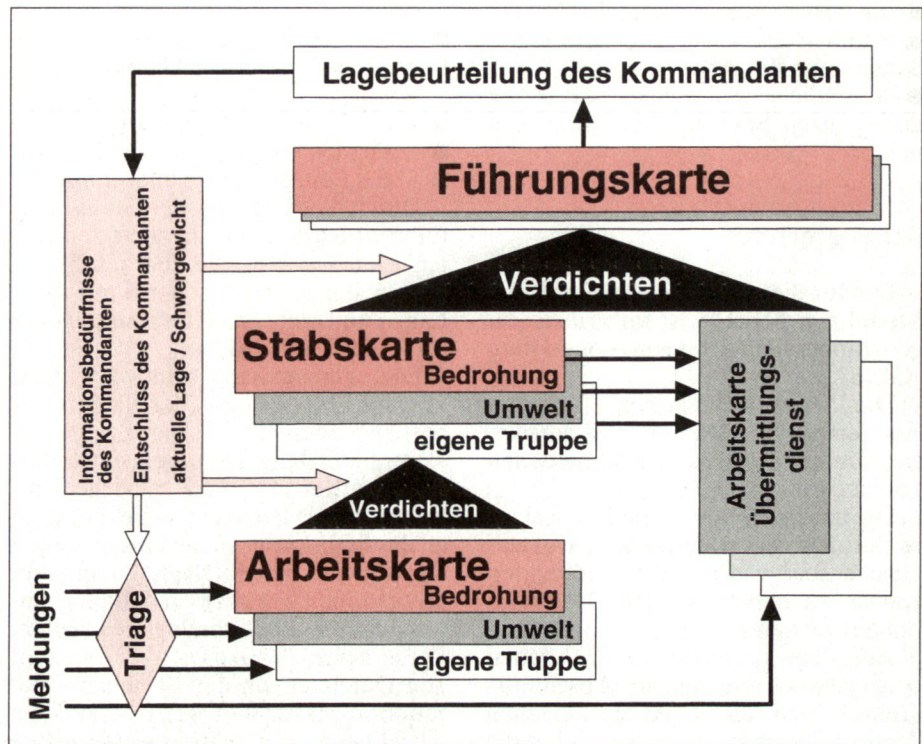 Lagebeurteilung des Kommandanten
Führungskarte
Verdichten
Informationsbedürfnisse
des Kommandanten
Entschluss des Kommandanten
aktuelle Lage / Schwergewicht
Stabskarte
Bedrohung
Umwelt
eigene Truppe
Arbeitskarte
Übermittlungs-
dienst
Verdichten
Arbeitskarte
Bedrohung
Umwelt
eigene Truppe
Meldungen
Triage